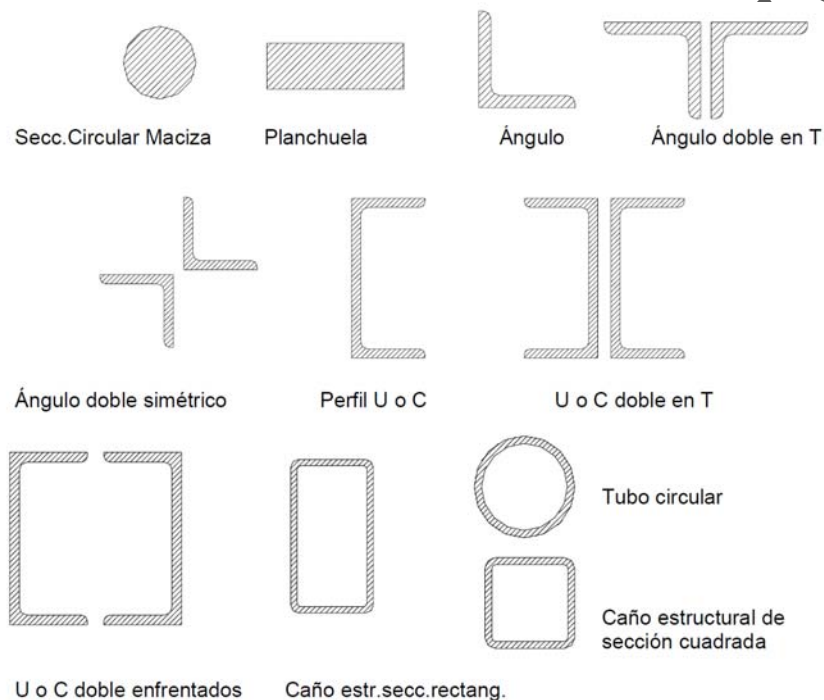 Secc.Circular Maciza
Planchuela
Ángulo
Ángulo doble en T
Ángulo doble simétrico
Perfil U o C
U o C doble en T
Tubo circular
Caño estructural de
sección cuadrada
U o C doble enfrentados
Caño estr.secc.rectang.